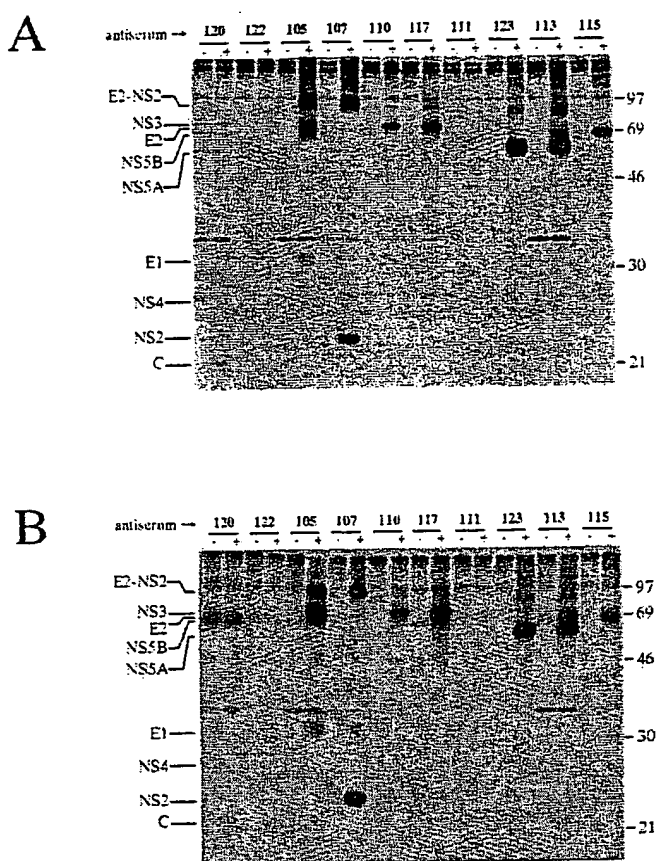 A
antiserum → 120 122 105 107 110 117 111 123 113 115
- + - + - + - + - + - + - + - + - + - +
E2-NS2
NS3
E2
NS5B
NS5A
E1
NS4
NS2
C
97
69
46
30
21
B
antiserum → 120 122 105 107 110 117 111 123 113 115
- + - + - + - + - + - + - + - + - + - +
E2-NS2
NS3
E2
NS5B
NS5A
E1
NS4
NS2
C
97
69
46
30
21